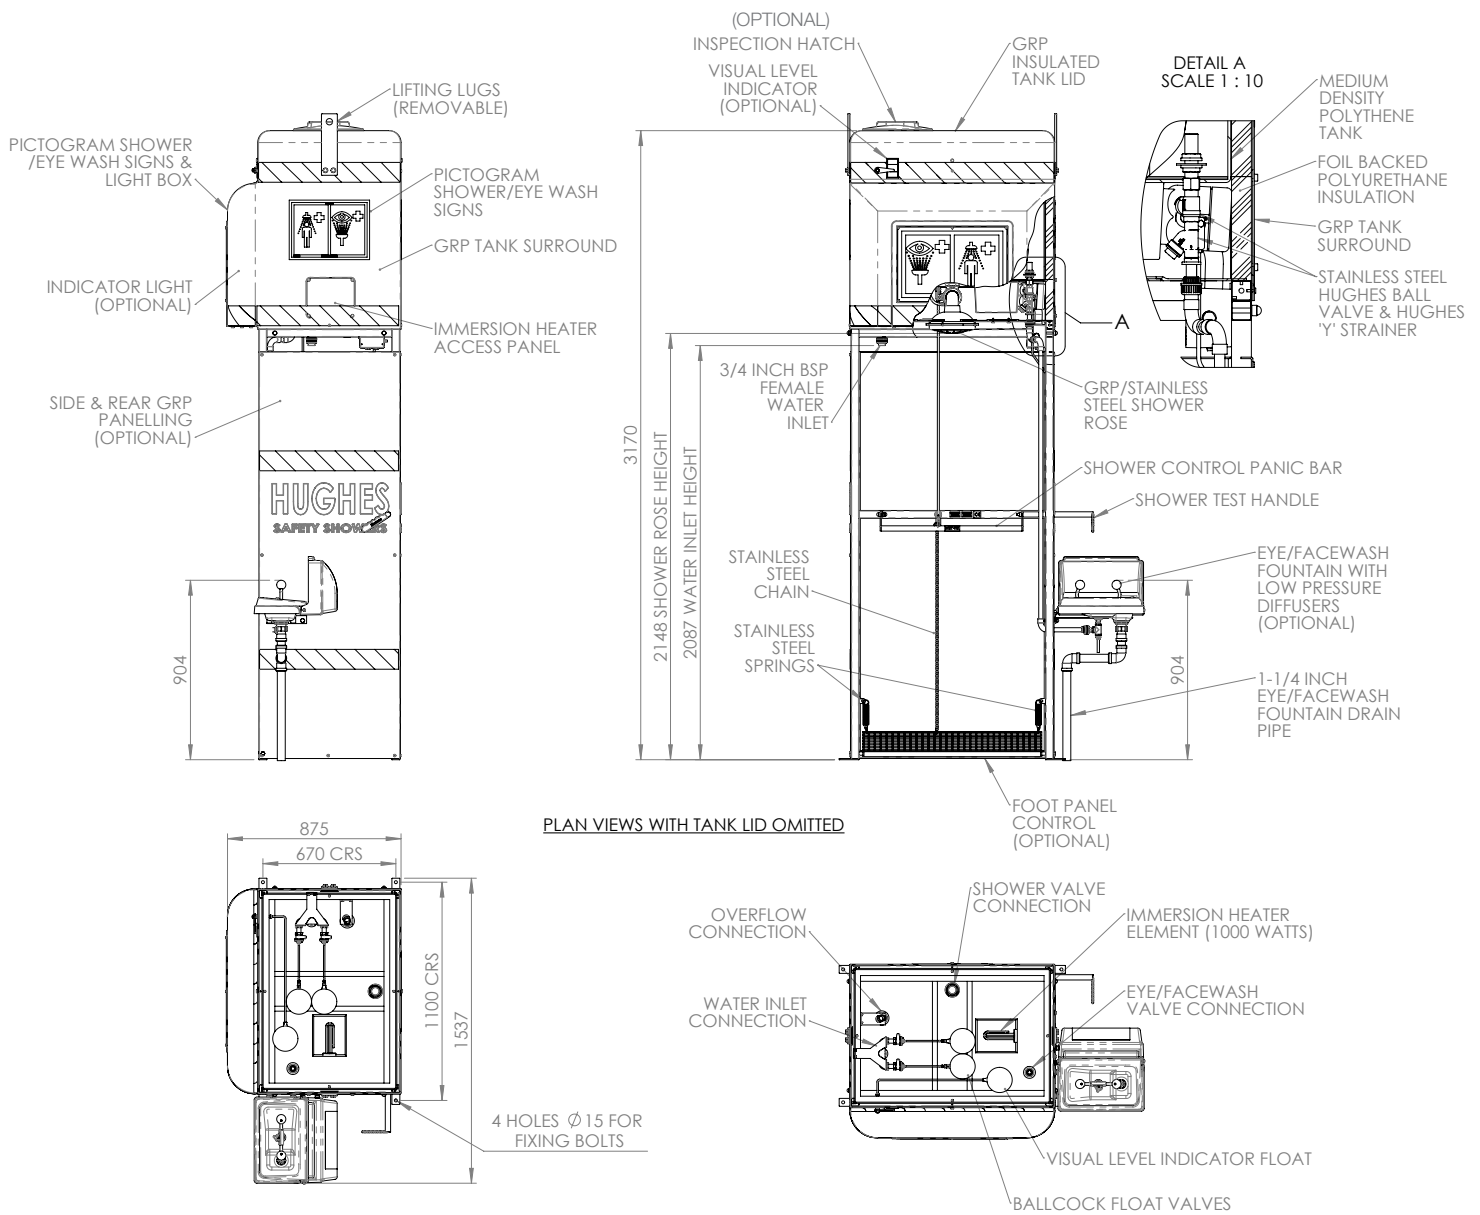 LIFTING LUGS
(REMOVABLE)
PICTOGRAM SHOWER
/EYE WASH SIGNS &
LIGHT BOX
PICTOGRAM
SHOWER/EYE WASH
SIGNS
GRP TANK SURROUND
INDICATOR LIGHT
(OPTIONAL)
IMMERSION HEATER
ACCESS PANEL
SIDE & REAR GRP
PANELLING
(OPTIONAL)
HUGHES
SAFETY SHOWERS
904
(OPTIONAL)
INSPECTION HATCH
VISUAL LEVEL
INDICATOR
(OPTIONAL)
GRP
INSULATED
TANK LID
A
3/4 INCH BSP
FEMALE
WATER
INLET
GRP/STAINLESS
STEEL SHOWER
ROSE
3170
2148 SHOWER ROSE HEIGHT
2087 WATER INLET HEIGHT
SHOWER CONTROL PANIC BAR
SHOWER TEST HANDLE
STAINLESS
STEEL
CHAIN
STAINLESS
STEEL
SPRINGS
EYE/FACEWASH
FOUNTAIN WITH
LOW PRESSURE
DIFFUSERS
(OPTIONAL)
904
1-1/4 INCH
EYE/FACEWASH
FOUNTAIN DRAIN
PIPE
FOOT PANEL
CONTROL
(OPTIONAL)
DETAIL A
SCALE 1 : 10
MEDIUM
DENSITY
POLYTHENE
TANK
FOIL BACKED
POLYURETHANE
INSULATION
GRP TANK
SURROUND
STAINLESS STEEL
HUGHES BALL
VALVE & HUGHES
'Y' STRAINER
PLAN VIEWS WITH TANK LID OMITTED
875
670 CRS
1100 CRS
1537
4 HOLES Ø 15 FOR
FIXING BOLTS
OVERFLOW
CONNECTION
SHOWER VALVE
CONNECTION
IMMERSION HEATER
ELEMENT (1000 WATTS)
WATER INLET
CONNECTION
EYE/FACEWASH
VALVE CONNECTION
VISUAL LEVEL INDICATOR FLOAT
BALLCOCK FLOAT VALVES